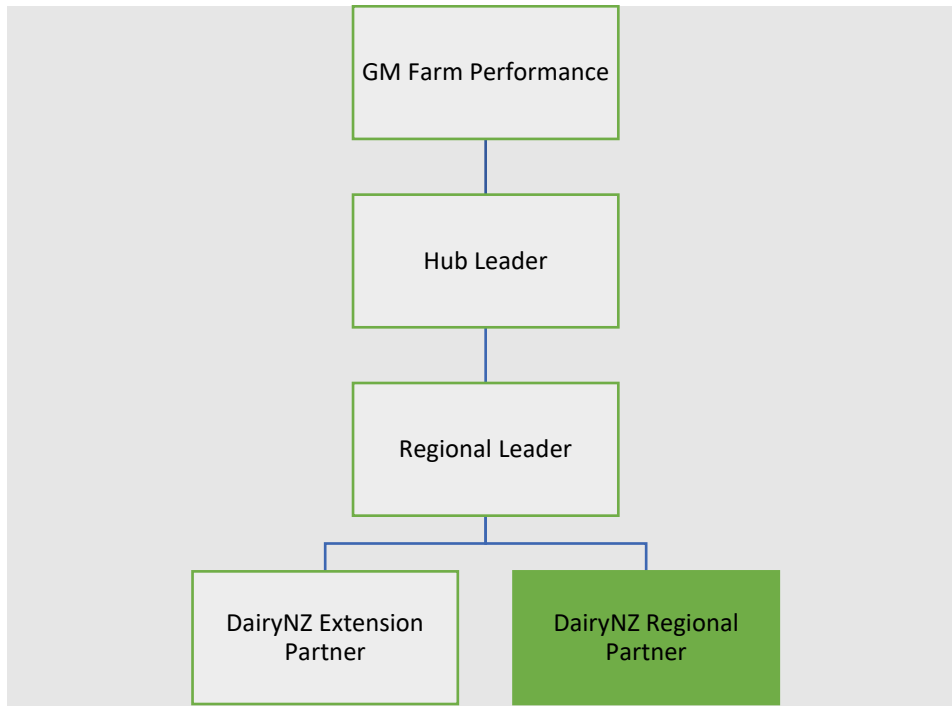 GM Farm Performance
Hub Leader
Regional Leader
DairyNZ Extension
Partner
DairyNZ Regional
Partner